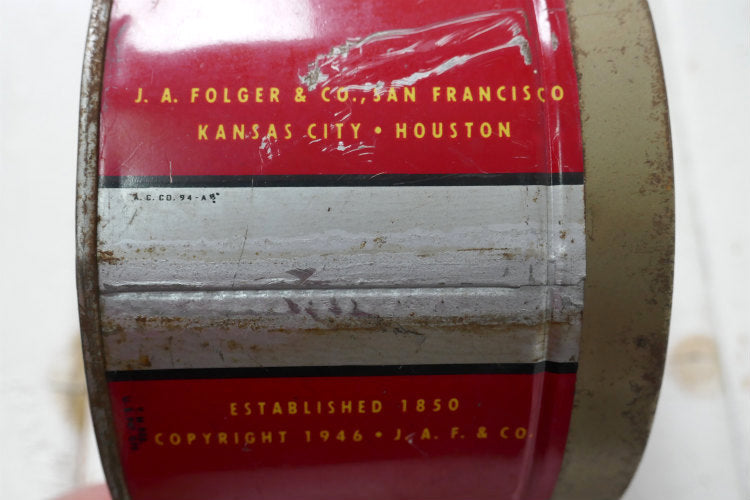 J. A. FOLGER & CO., SAN FRANCISCO
KANSAS CITY • HOUSTON
A. C. CO. 94-A
ESTABLISHED 1850
COPYRIGHT 1946 • J. A. F. & CO.